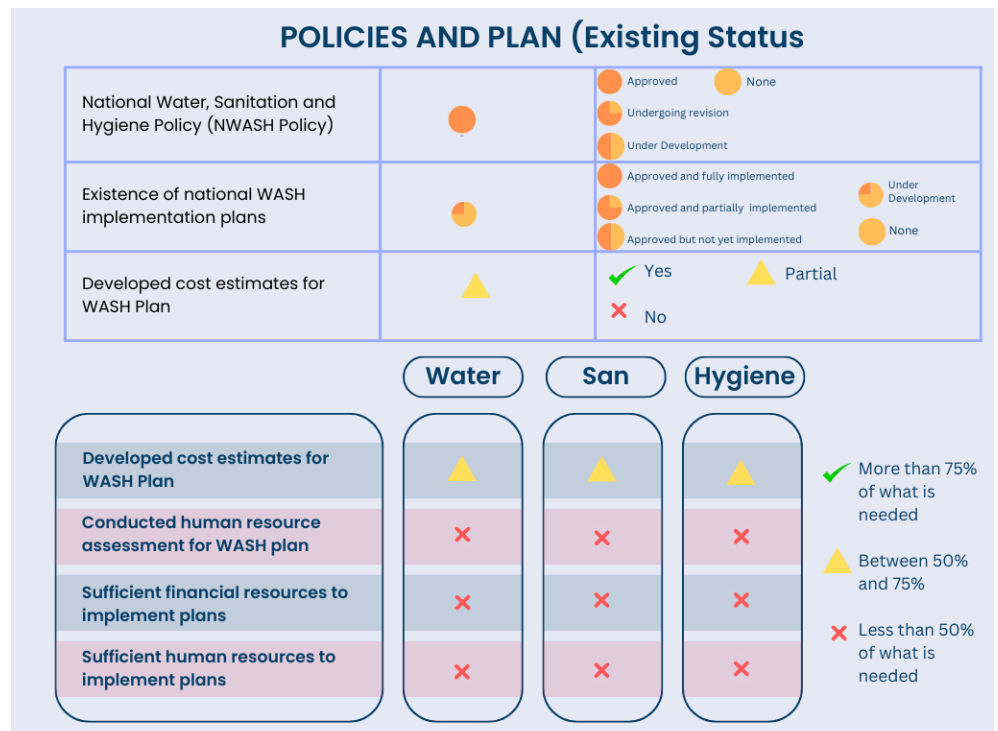 POLICIES AND PLAN (Existing Status
National Water, Sanitation and
Hygiene Policy (NWASH Policy)
Approved
None
Undergoing revision
Under Development
Existence of national WASH
implementation plans
Approved and fully implemented
Approved and partially implemented
Approved but not yet implemented
Under
Development
None
Developed cost estimates for
WASH Plan
Yes
Partial
No
Water
San
Hygiene
Developed cost estimates for
WASH Plan
Conducted human resource
assessment for WASH plan
Sufficient financial resources to
implement plans
Sufficient human resources to
implement plans
More than 75%
of what is
needed
Between 50%
and 75%
Less than 50%
of what is
needed